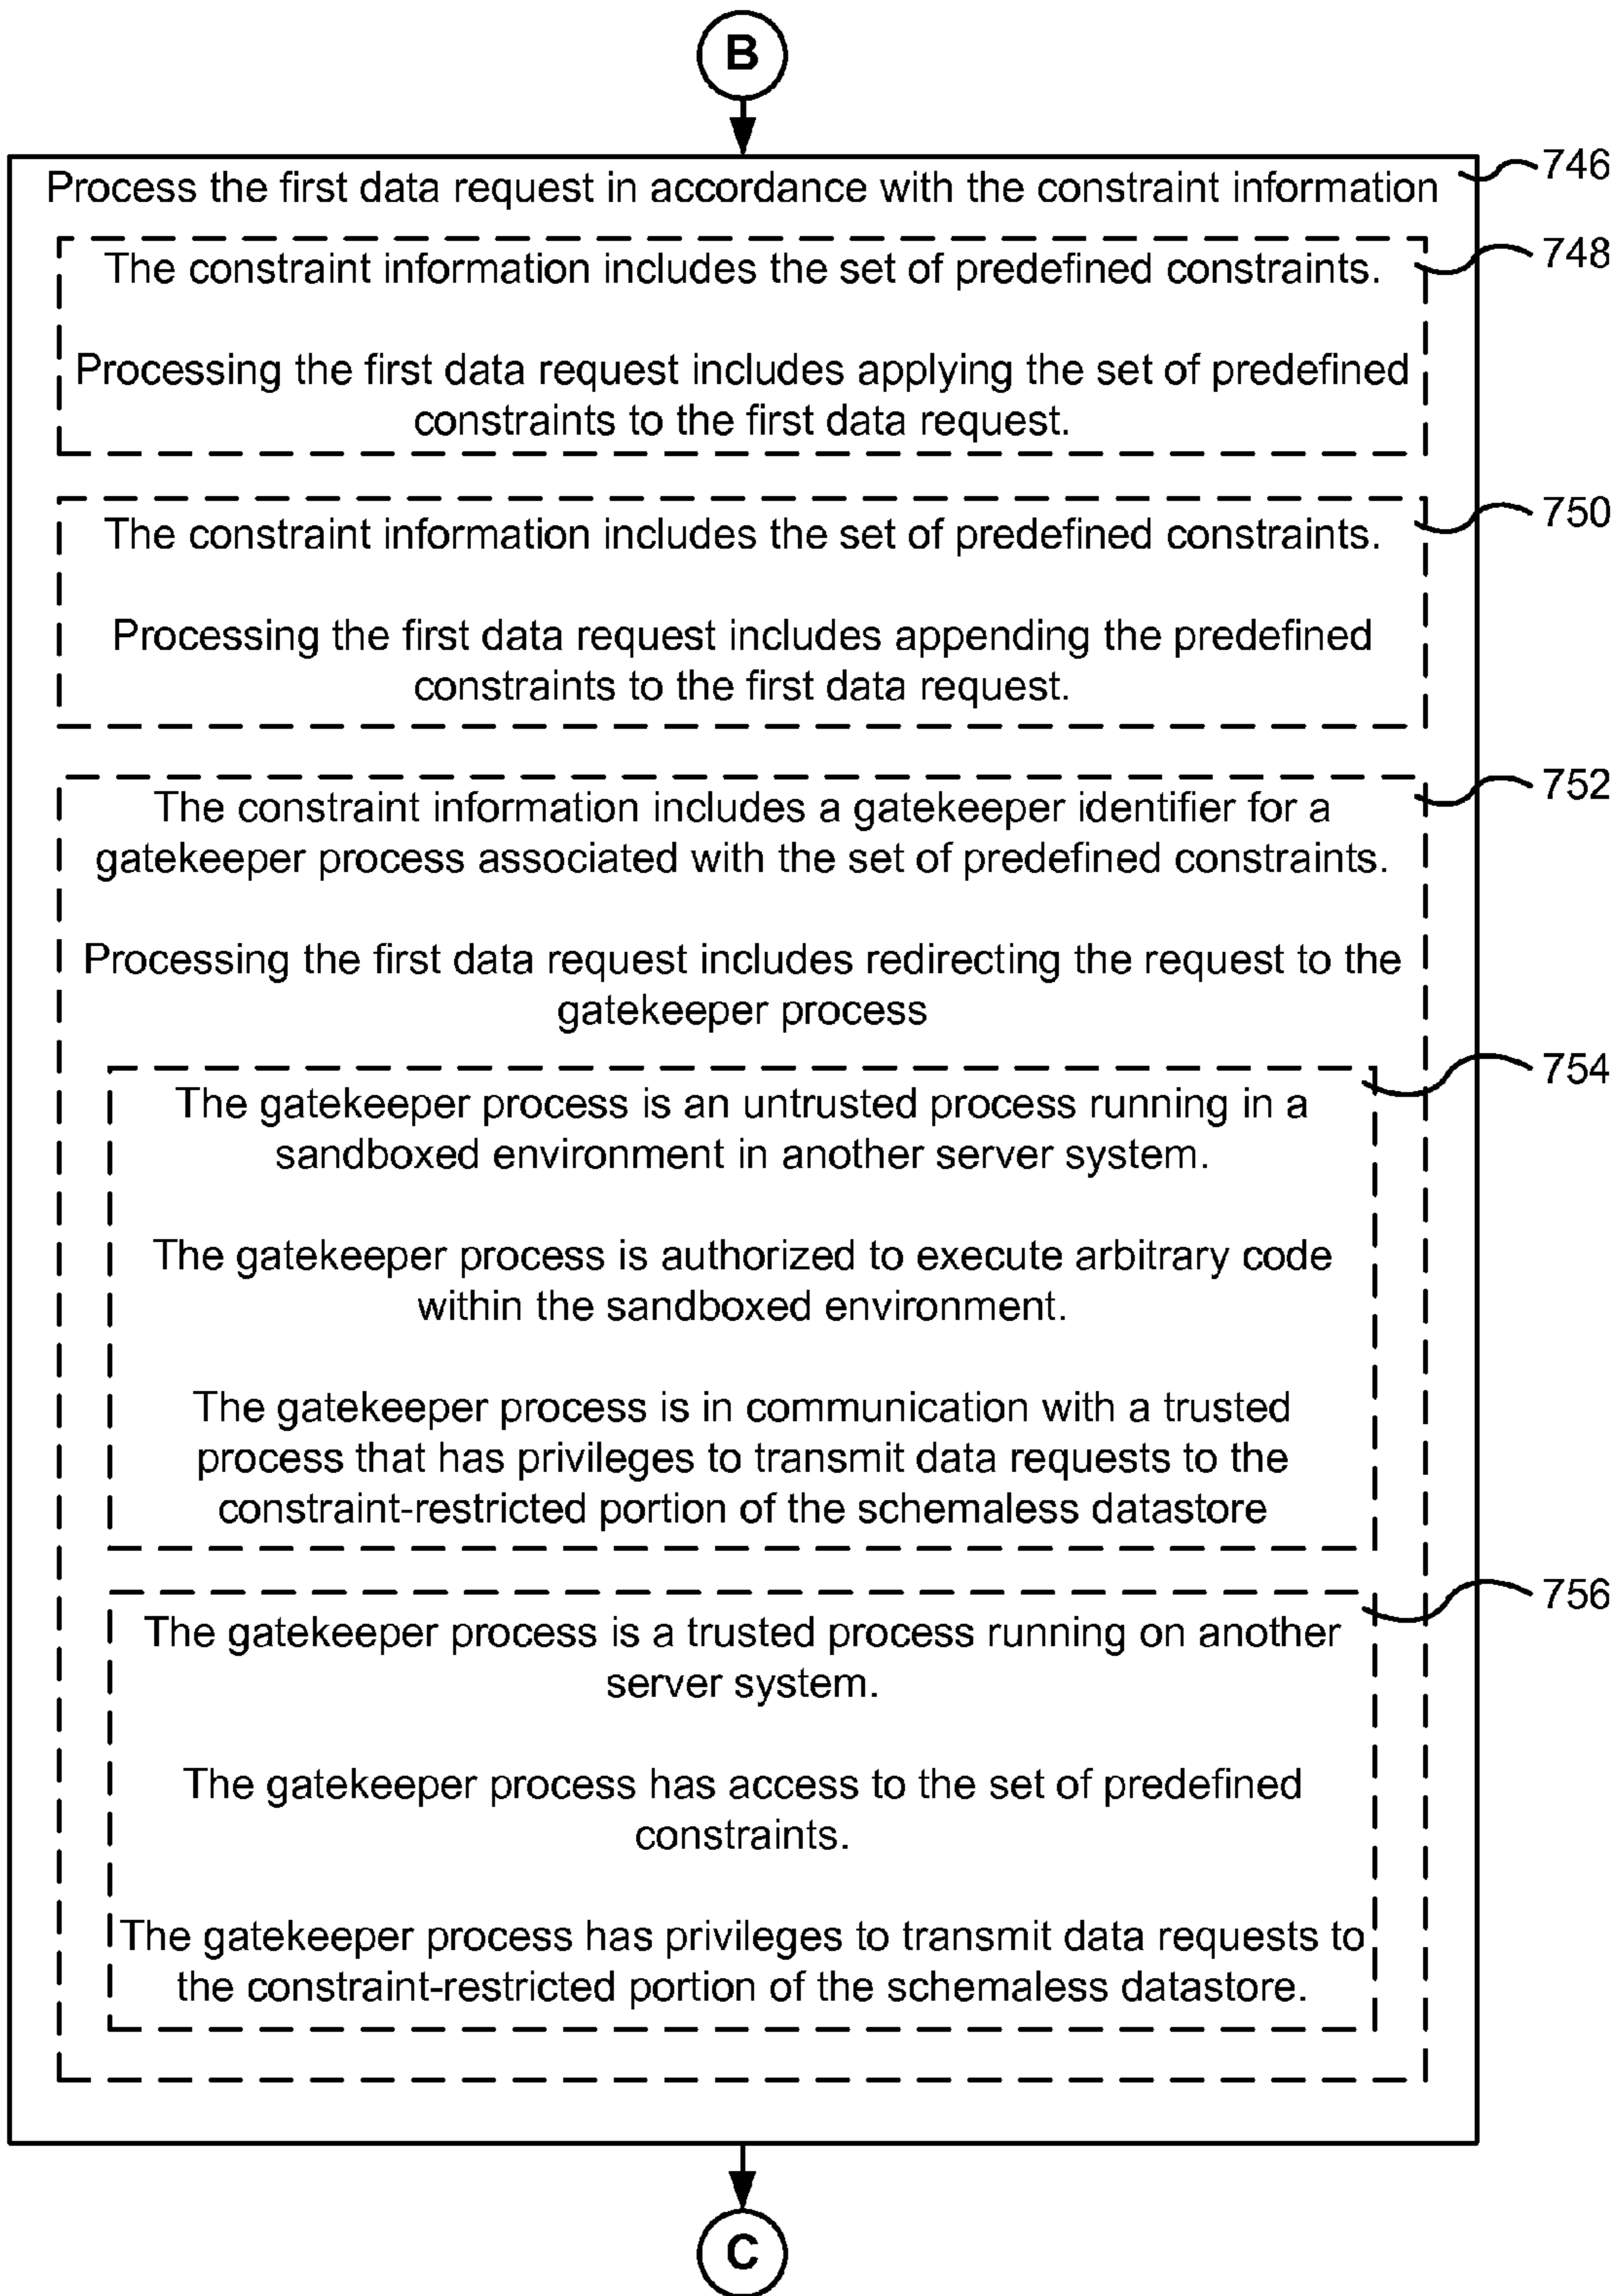 B
746
Process the first data request in accordance with the constraint information
748
The constraint information includes the set of predefined constraints.
Processing the first data request includes applying the set of predefined
constraints to the first data request.
750
The constraint information includes the set of predefined constraints.
Processing the first data request includes appending the predefined
constraints to the first data request.
752
The constraint information includes a gatekeeper identifier for a
gatekeeper process associated with the set of predefined constraints.
Processing the first data request includes redirecting the request to the
gatekeeper process
754
The gatekeeper process is an untrusted process running in a
sandboxed environment in another server system.
The gatekeeper process is authorized to execute arbitrary code
within the sandboxed environment.
The gatekeeper process is in communication with a trusted
process that has privileges to transmit data requests to the
constraint-restricted portion of the schemaless datastore
756
The gatekeeper process is a trusted process running on another
server system.
The gatekeeper process has access to the set of predefined
constraints.
The gatekeeper process has privileges to transmit data requests to
the constraint-restricted portion of the schemaless datastore.
C